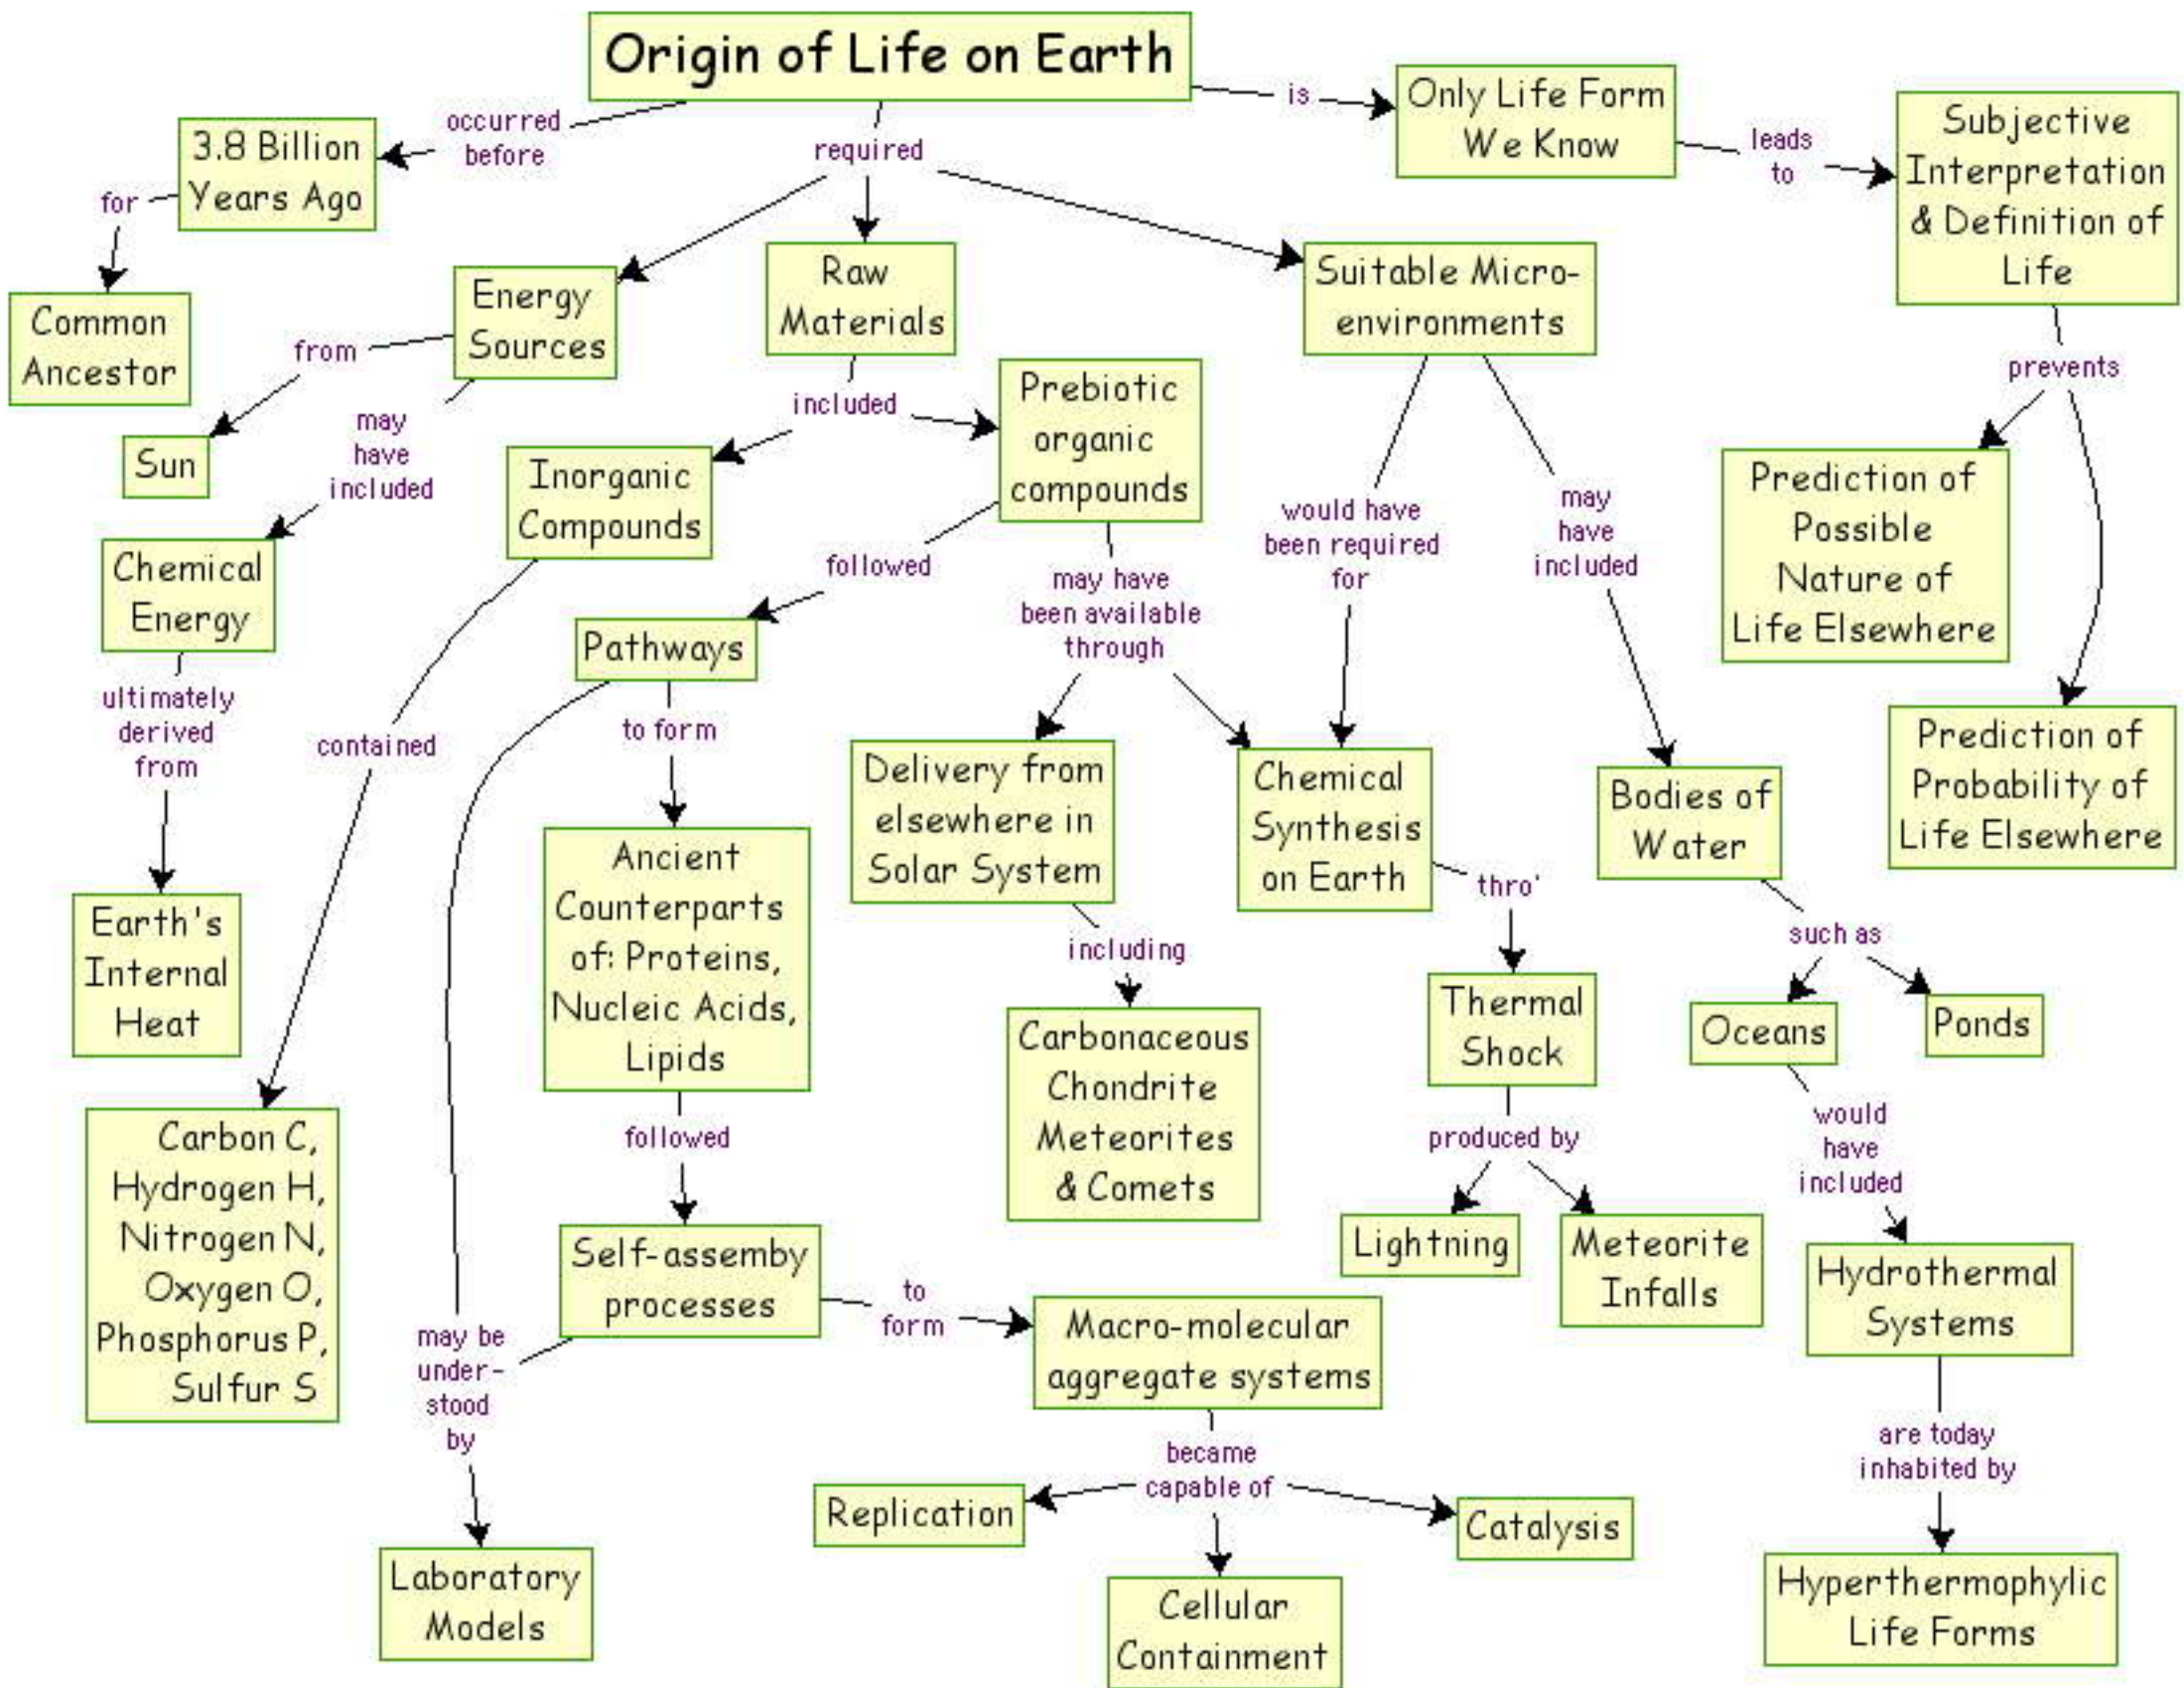 Origin of Life on Earth
is
Only Life Form
We Know
leads
to
Subjective
Interpretation
& Definition of
Life
occurred
before
3.8 Billion
Years Ago
for
Common
Ancestor
required
Energy
Sources
Raw
Materials
Suitable Micro-
environments
prevents
Prediction of
Possible
Nature of
Life Elsewhere
Prediction of
Probability of
Life Elsewhere
from
Sun
may
have
included
Chemical
Energy
ultimately
derived
from
Earth's
Internal
Heat
included
Inorganic
Compounds
Prebiotic
organic
compounds
contained
Carbon C,
Hydrogen H,
Nitrogen N,
Oxygen O,
Phosphorus P,
Sulfur S
followed
Pathways
to form
Ancient
Counterparts
of: Proteins,
Nucleic Acids,
Lipids
followed
Self-assemby
processes
may be
under-
stood
by
Laboratory
Models
to
form
Macro-molecular
aggregate systems
became
capable of
Replication
Cellular
Containment
Catalysis
may have
been available
through
Delivery from
elsewhere in
Solar System
including
Carbonaceous
Chondrite
Meteorites
& Comets
would have
been required
for
Chemical
Synthesis
on Earth
thro'
Thermal
Shock
produced by
Lightning
Meteorite
Infalls
may
have
included
Bodies of
Water
such as
Oceans
Ponds
would
have
included
Hydrothermal
Systems
are today
inhabited by
Hyperthermophylic
Life Forms